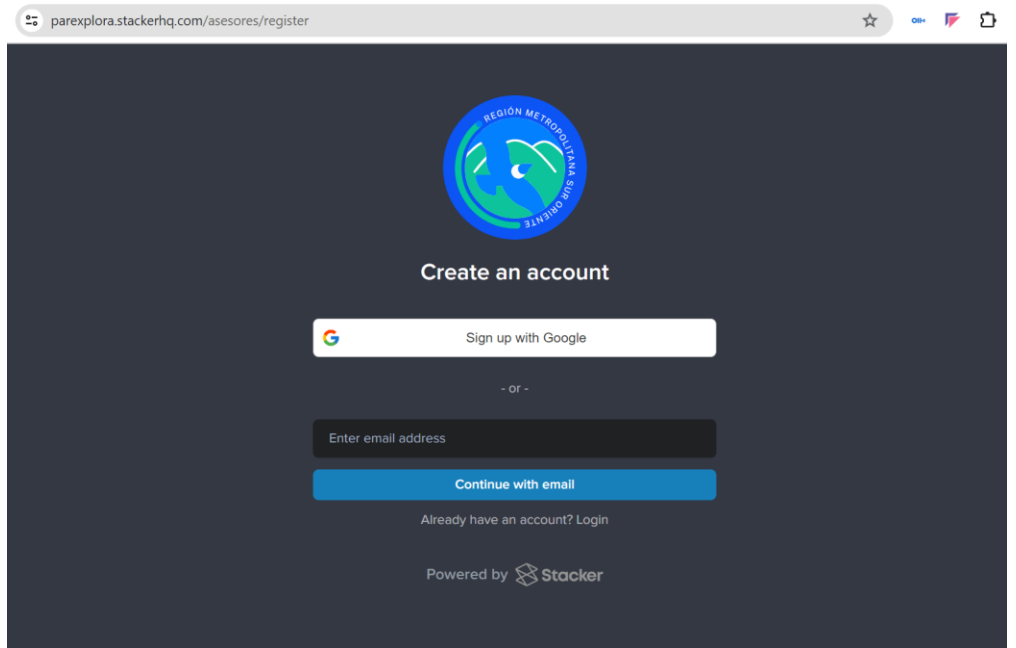 parexplora.stackerhq.com/asesores/register
REGIÓN METROPOLITANA SUR ORIENTE
Create an account
Sign up with Google
- or -
Enter email address
Continue with email
Already have an account? Login
Powered by Stacker